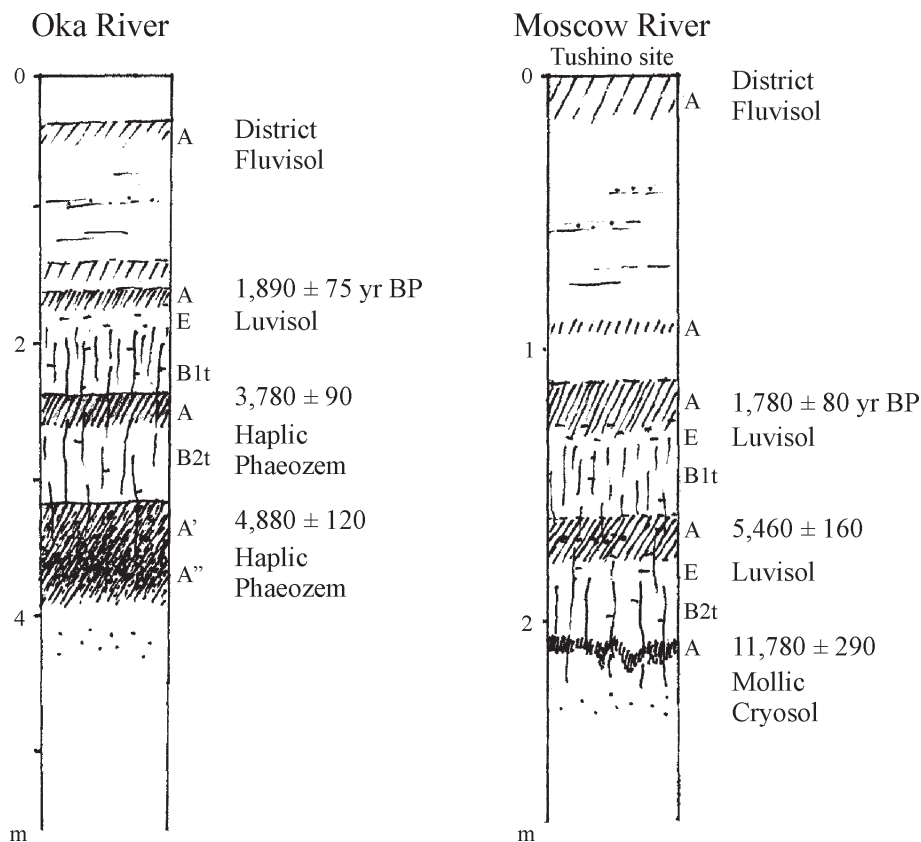 Oka River
0
A
District
Fluvisol
A
1,890 ± 75 yr BP
E
Luvisol
2
B1t
A
3,780 ± 90
Haplic
B2t
Phaeozem
A’
4,880 ± 120
Haplic
A”
Phaeozem
4
m
Moscow River
Tushino site
0
District
A
Fluvisol
A
1
A
1,780 ± 80 yr BP
E
Luvisol
B1t
A
5,460 ± 160
E
Luvisol
B2t
2
A
11,780 ± 290
Mollic
Cryosol
m